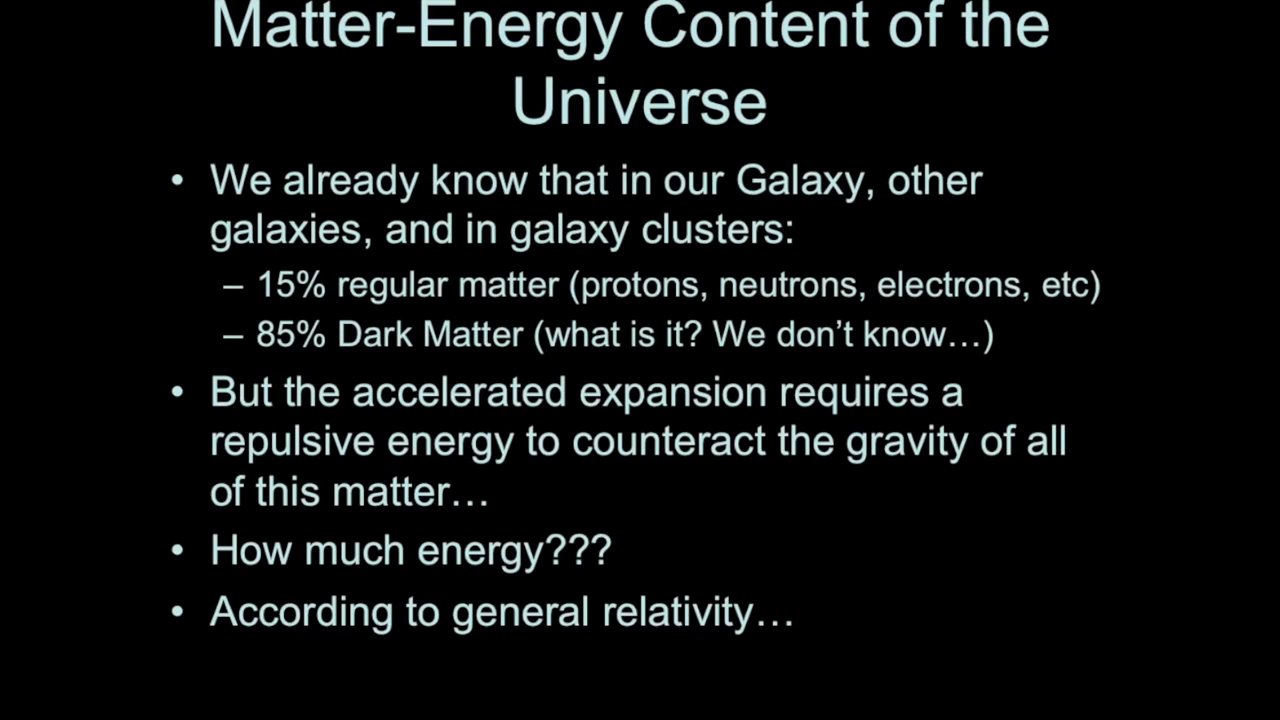 Matter-Energy Content of the
Universe
• We already know that in our Galaxy, other
galaxies, and in galaxy clusters:
– 15% regular matter (protons, neutrons, electrons, etc)
– 85% Dark Matter (what is it? We don’t know…)
• But the accelerated expansion requires a
repulsive energy to counteract the gravity of all
of this matter…
• How much energy???
• According to general relativity…